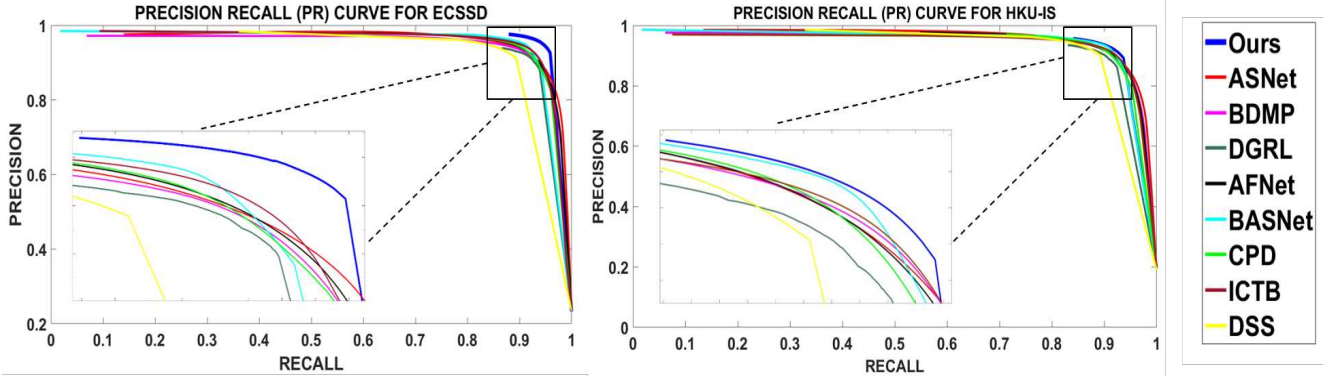 PRECISION RECALL (PR) CURVE FOR ECSSD
1
0.8
0.6
0.4
0.2
PRECISION
0 0.1 0.2 0.3 0.4 0.5 0.6 0.7 0.8 0.9 1
RECALL
PRECISION RECALL (PR) CURVE FOR HKU-IS
1
0.8
0.6
0.4
0.2
0
PRECISION
0 0.1 0.2 0.3 0.4 0.5 0.6 0.7 0.8 0.9 1
RECALL
Ours
ASNet
BDMP
DGRL
AFNet
BASNet
CPD
ICTB
DSS